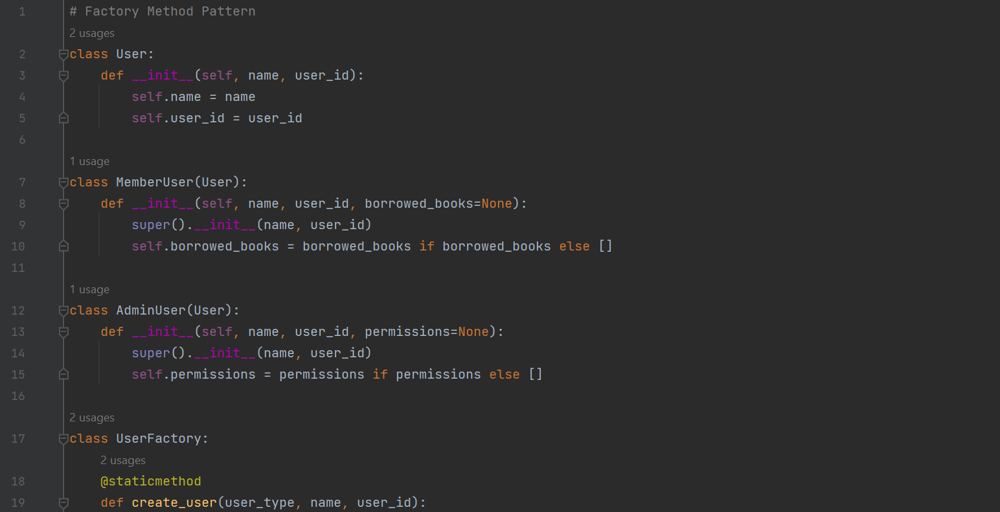 1 # Factory Method Pattern
2 usages
2 class User:
3     def __init__(self, name, user_id):
4         self.name = name
5         self.user_id = user_id
6
1 usage
7 class MemberUser(User):
8     def __init__(self, name, user_id, borrowed_books=None):
9         super().__init__(name, user_id)
10         self.borrowed_books = borrowed_books if borrowed_books else []
11
1 usage
12 class AdminUser(User):
13     def __init__(self, name, user_id, permissions=None):
14         super().__init__(name, user_id)
15         self.permissions = permissions if permissions else []
16
2 usages
17 class UserFactory:
2 usages
18     @staticmethod
19     def create_user(user_type, name, user_id):